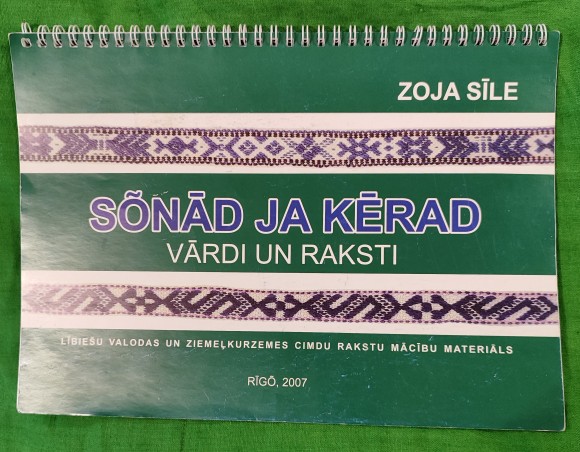 ZOJA SĪLE
SÕNĀD JA KĒRAD
VĀRDI UN RAKSTI
LĪBIEŠU VALODAS UN ZIEMEĻKURZEMES CIMDU RAKSTU MĀCĪBU MATERIĀLS
RĪGÕ, 2007